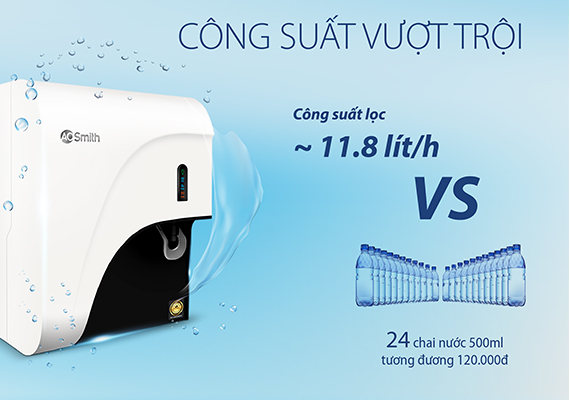 CÔNG SUẤT VƯỢT TRỘI
Công suất lọc
~ 11.8 lít/h
VS
AO Smith
24 chai nước 500ml
tương đương 120.000đ